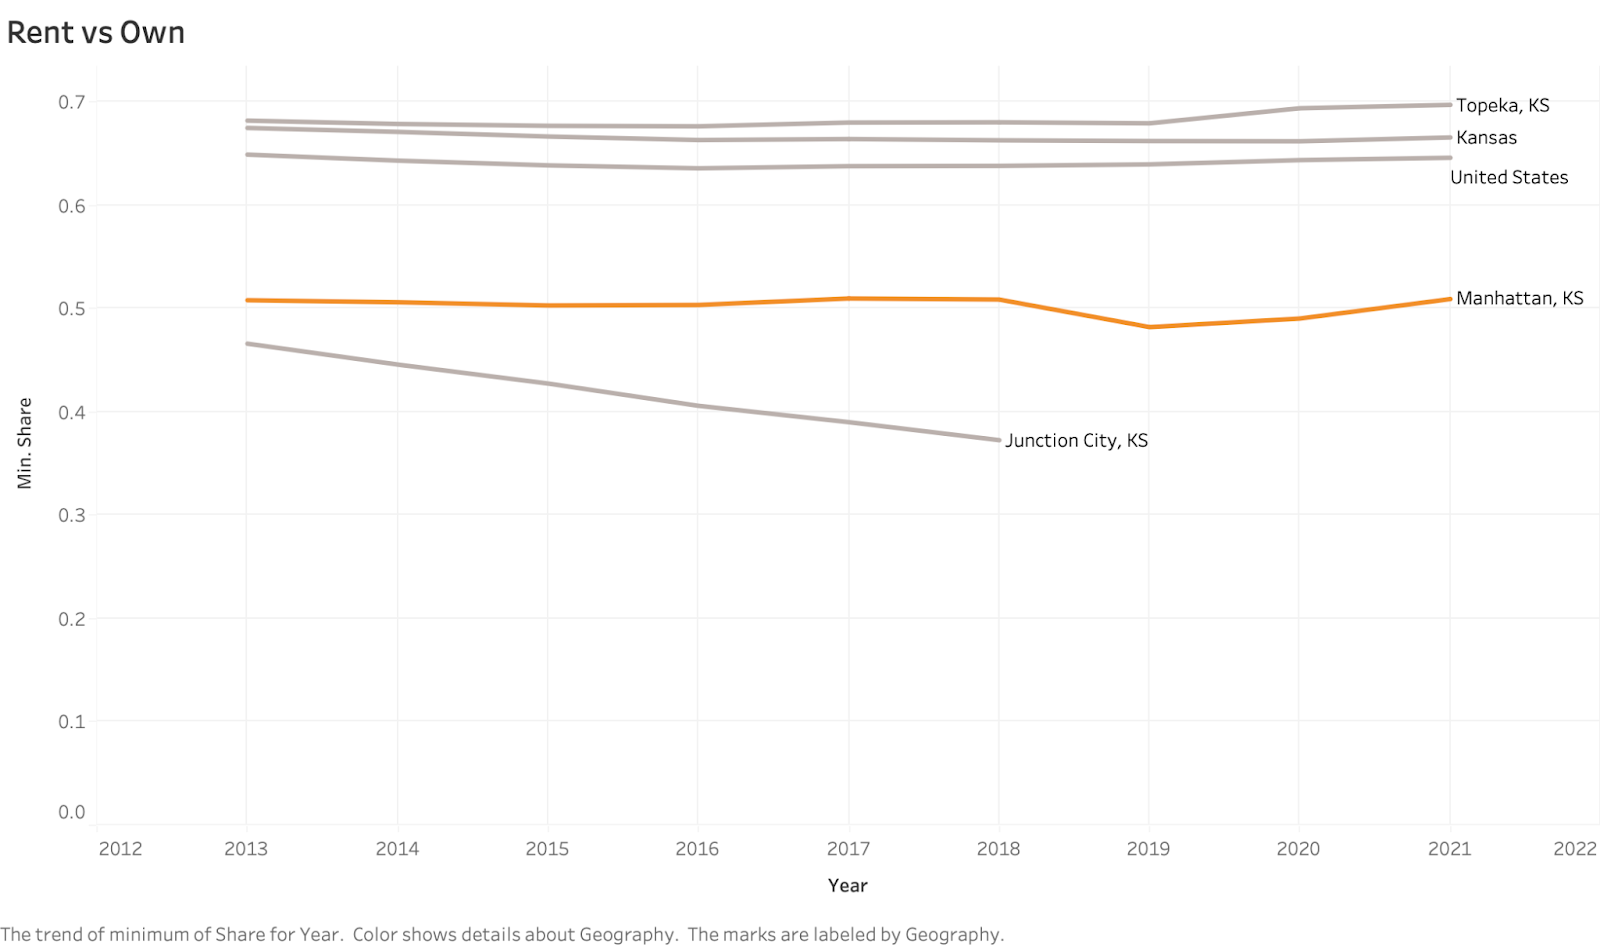 Rent vs Own
0.7
0.6
0.5
0.4
0.3
0.2
0.1
0.0
Min. Share
Topeka, KS
Kansas
United States
Manhattan, KS
Junction City, KS
2012 2013 2014 2015 2016 2017 2018 2019 2020 2021 2022
Year
The trend of minimum of Share for Year. Color shows details about Geography. The marks are labeled by Geography.